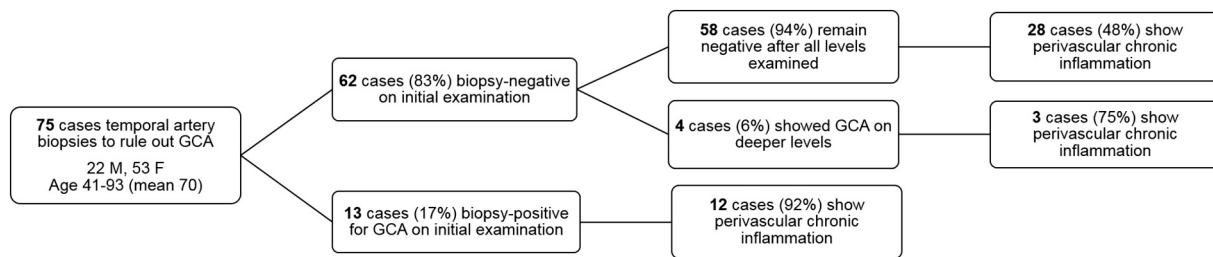 75 cases temporal artery
biopsies to rule out GCA
22 M, 53 F
Age 41-93 (mean 70)
62 cases (83%) biopsy-negative
on initial examination
13 cases (17%) biopsy-positive
for GCA on initial examination
58 cases (94%) remain
negative after all levels
examined
4 cases (6%) showed GCA on
deeper levels
12 cases (92%) show
perivascular chronic
inflammation
28 cases (48%) show
perivascular chronic
inflammation
3 cases (75%) show
perivascular chronic
inflammation